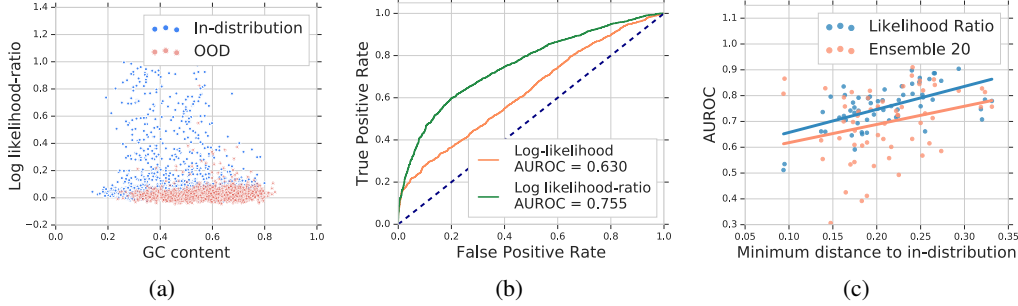 Log likelihood-ratio
1.4
1.2
1.0
0.8
0.6
0.4
0.2
0.0
−0.2
In-distribution
OOD
0.0 0.2 0.4 0.6 0.8 1.0
GC content
(a)
True Positive Rate
1.0
0.8
0.6
0.4
0.2
0.0
Log-likelihood
AUROC = 0.630
Log likelihood-ratio
AUROC = 0.755
0.0 0.2 0.4 0.6 0.8 1.0
False Positive Rate
(b)
AUROC
1.1
1.0
0.9
0.8
0.7
0.6
0.5
0.4
0.3
Likelihood Ratio
Ensemble 20
0.05 0.10 0.15 0.20 0.25 0.30 0.35
Minimum distance to in-distribution
(c)